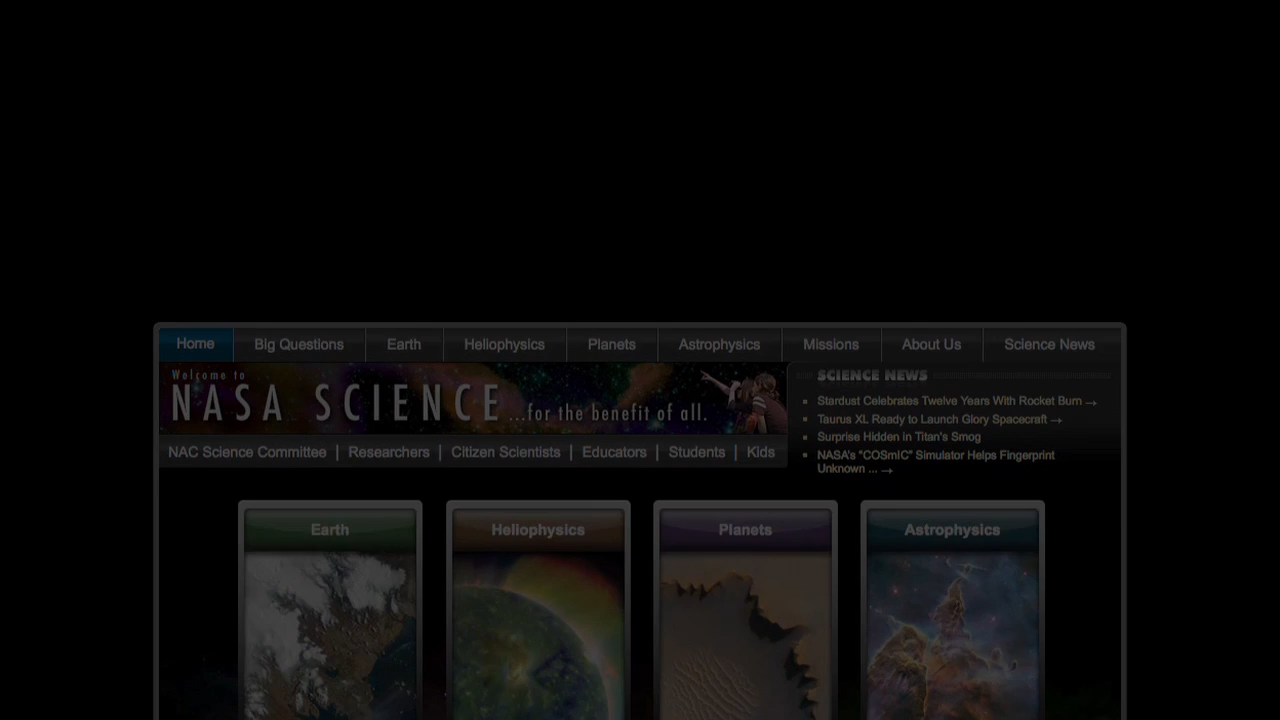 Home Big Questions Earth Heliophysics Planets Astrophysics Missions About Us Science News
Welcome to
NASA SCIENCE ...for the benefit of all.
NAC Science Committee | Researchers | Citizen Scientists | Educators | Students | Kids
SCIENCE NEWS
Stardust Celebrates Twelve Years With Rocket Burn →
Taurus XL Ready to Launch Glory Spacecraft →
Surprise Hidden in Titan's Smog
NASA's "COSmIC" Simulator Helps Fingerprint
Unknown ... →
Earth Heliophysics Planets Astrophysics